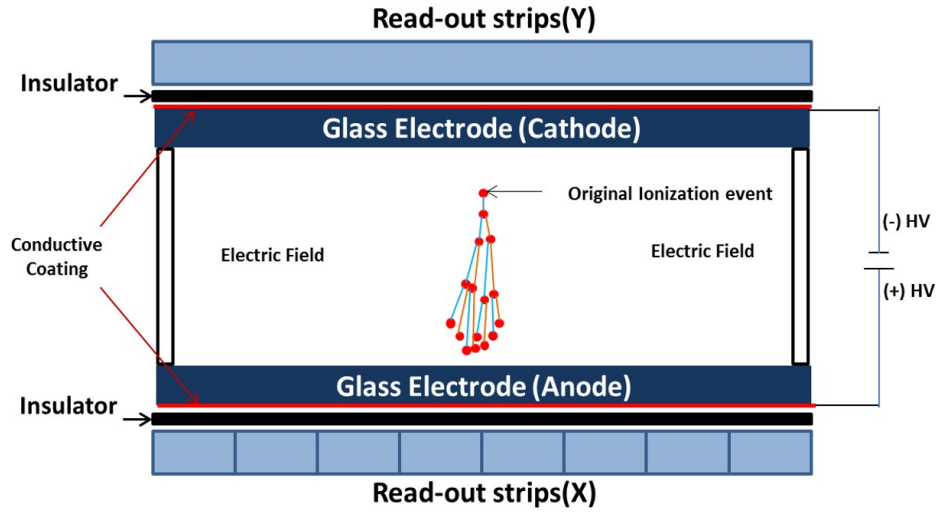 Read-out strips(Y)
Insulator
Glass Electrode (Cathode)
Original Ionization event
(-) HV
Conductive
Coating
Electric Field
Electric Field
(+) HV
Glass Electrode (Anode)
Insulator
Read-out strips(X)